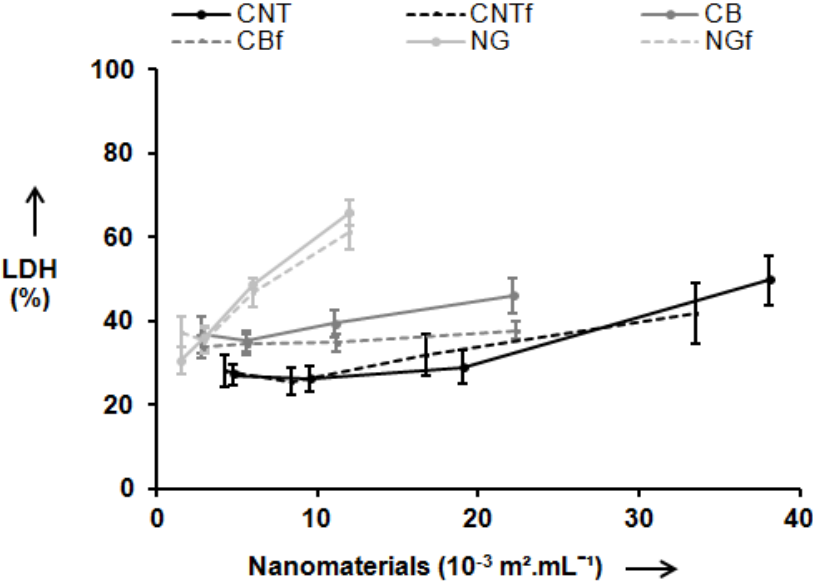 CNT CNTf CB
CBf NG NGf
100
80
60
40
20
0
LDH
(%)
0 10 20 30 40
Nanomaterials (10⁻³ m².mL⁻¹)